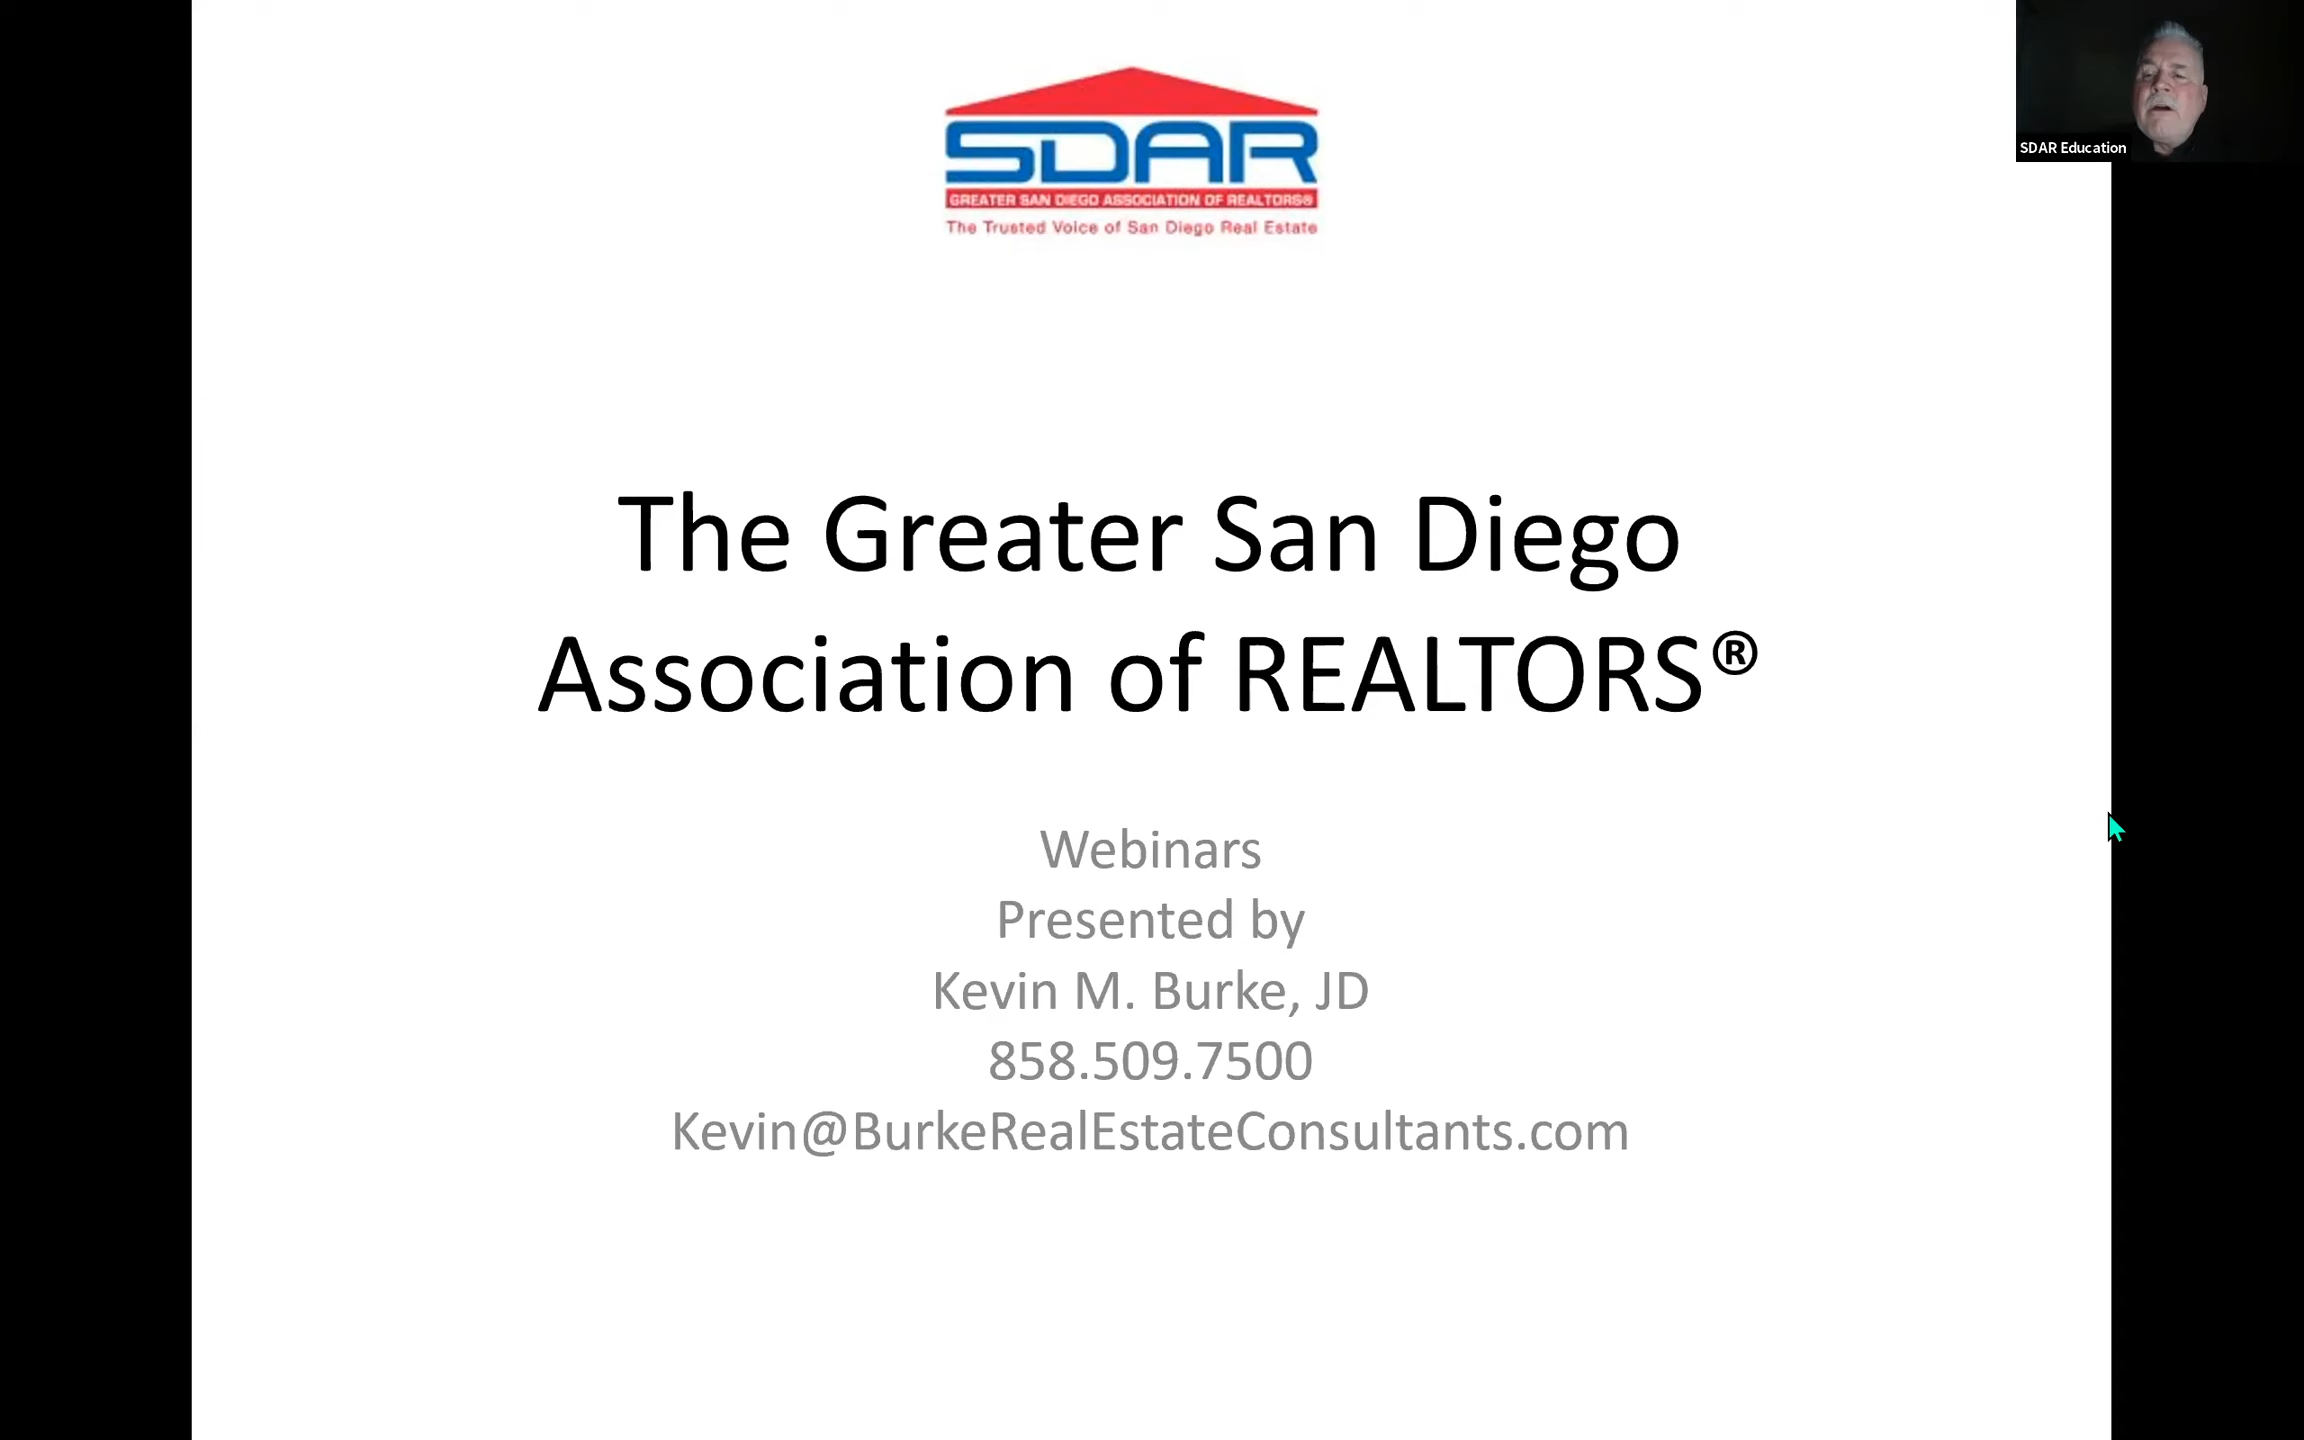 SDAR
GREATER SAN DIEGO ASSOCIATION OF REALTORS®
The Trusted Voice of San Diego Real Estate
SDAR Education
The Greater San Diego
Association of REALTORS®
Webinars
Presented by
Kevin M. Burke, JD
858.509.7500
Kevin@BurkeRealEstateConsultants.com